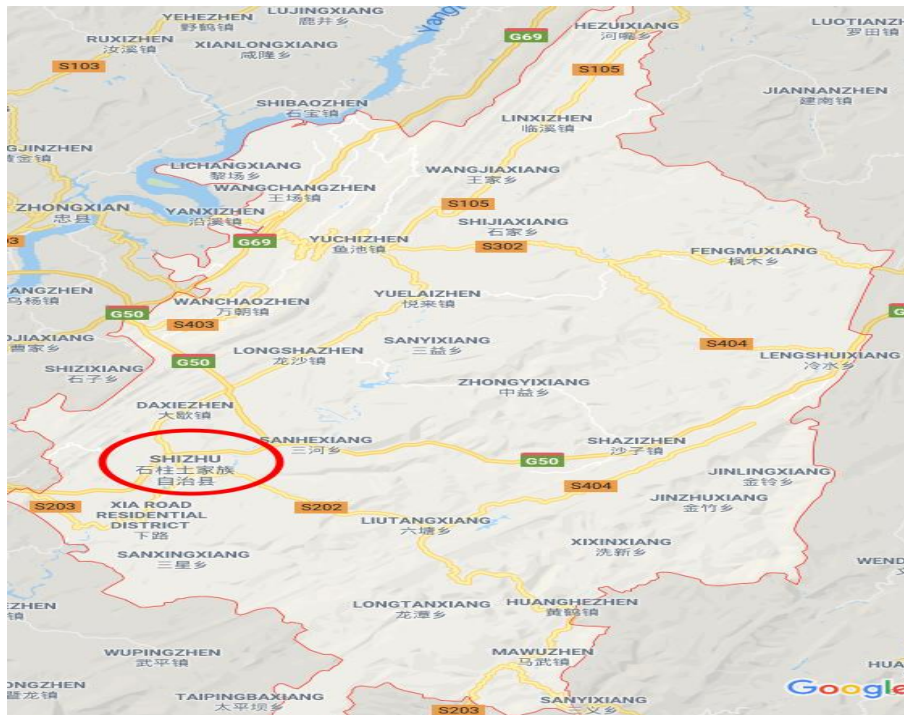 LUJINGXIANG
鹿井乡
YEHEZHEN
野鹤镇
HEZUIXIANG
河嘴乡
G69
RUXIZHEN
汝溪镇
XIANLONGXIANG
咸隆乡
S103
S105
JIANNANZHEN
建南镇
SHIBAOZHEN
石宝镇
LINXIZHEN
临溪镇
GJINZHEN
黄金镇
LICHANGXIANG
黎场乡
WANGJIAXIANG
王家乡
WANGCHANGZHEN
王场镇
ZHONGXIAN
忠县
YANXIZHEN
沿溪镇
S105
SHIJIAXIANG
石家乡
G69
YUCHIZHEN
鱼池镇
S302
FENGMUXIANG
枫木乡
ANGZHEN
乌杨镇
WANCHAOZHEN
万朝镇
YUELAIZHEN
悦来镇
G50
S403
OJIAXIANG
曹家乡
LONGSHAZHEN
龙沙镇
SANYIXIANG
三益乡
S404
LENGSHUIXIANG
冷水乡
G50
SHIZIXIANG
石子乡
ZHONGYIXIANG
中益乡
DAXIEZHEN
大歇镇
SANHEXIANG
三河乡
SHAZIZHEN
沙子镇
SHIZHU
石柱土家族
自治县
G50
JINLINGXIANG
金铃乡
S404
JINZHUXIANG
金竹乡
S203
XIA ROAD
RESIDENTIAL
DISTRICT
下路
S202
LIUTANGXIANG
六塘乡
XIXINXIANG
洗新乡
SANXINGXIANG
三星乡
WEND
LONGTANXIANG
龙潭乡
HUANGHEZHEN
黄鹤镇
EZHEN
镇
WUPINGZHEN
武平镇
MAWUZHEN
马武镇
HUA
Google
ONGZHEN
暨龙镇
TAIPINGBAXIANG
太平坝乡
S203
SANYIXIANG
三义乡
LUOTIANZH
罗田镇